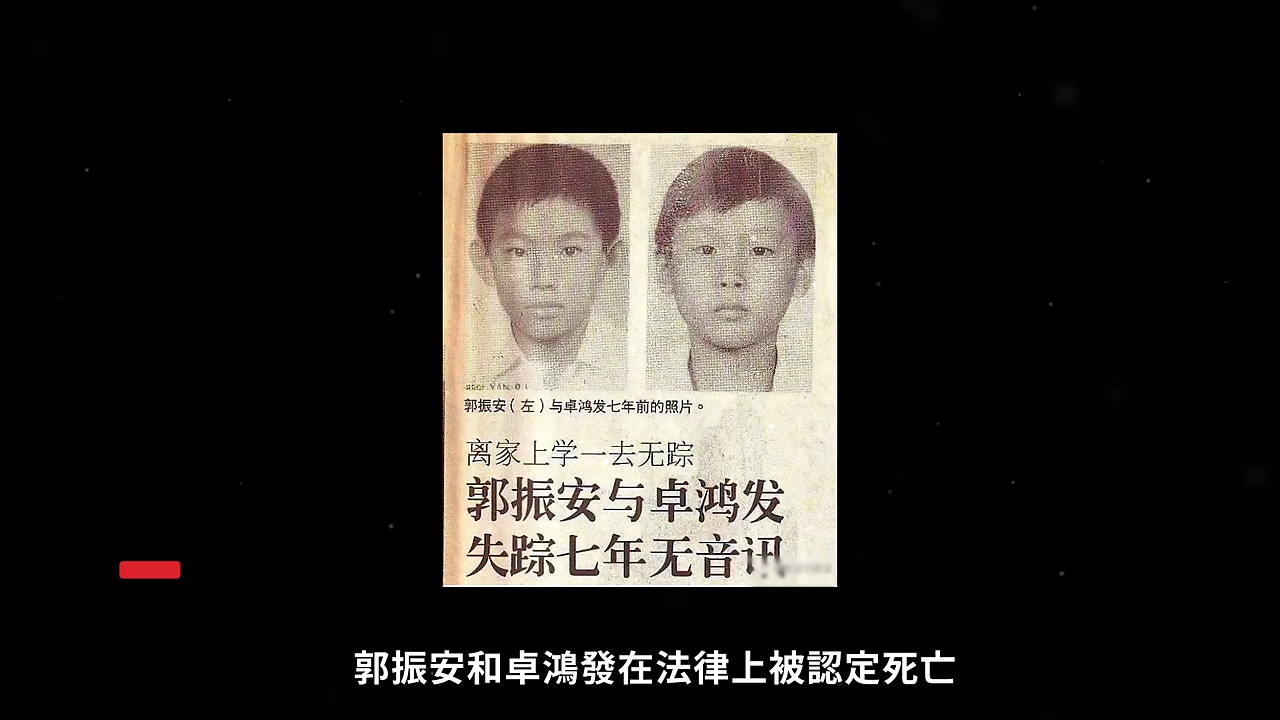 郭振安（左）与卓鸿发七年前的照片。
离家上学一去无踪
郭振安与卓鸿发
失踪七年无音讯
郭振安和卓鴻發在法律上被認定死亡